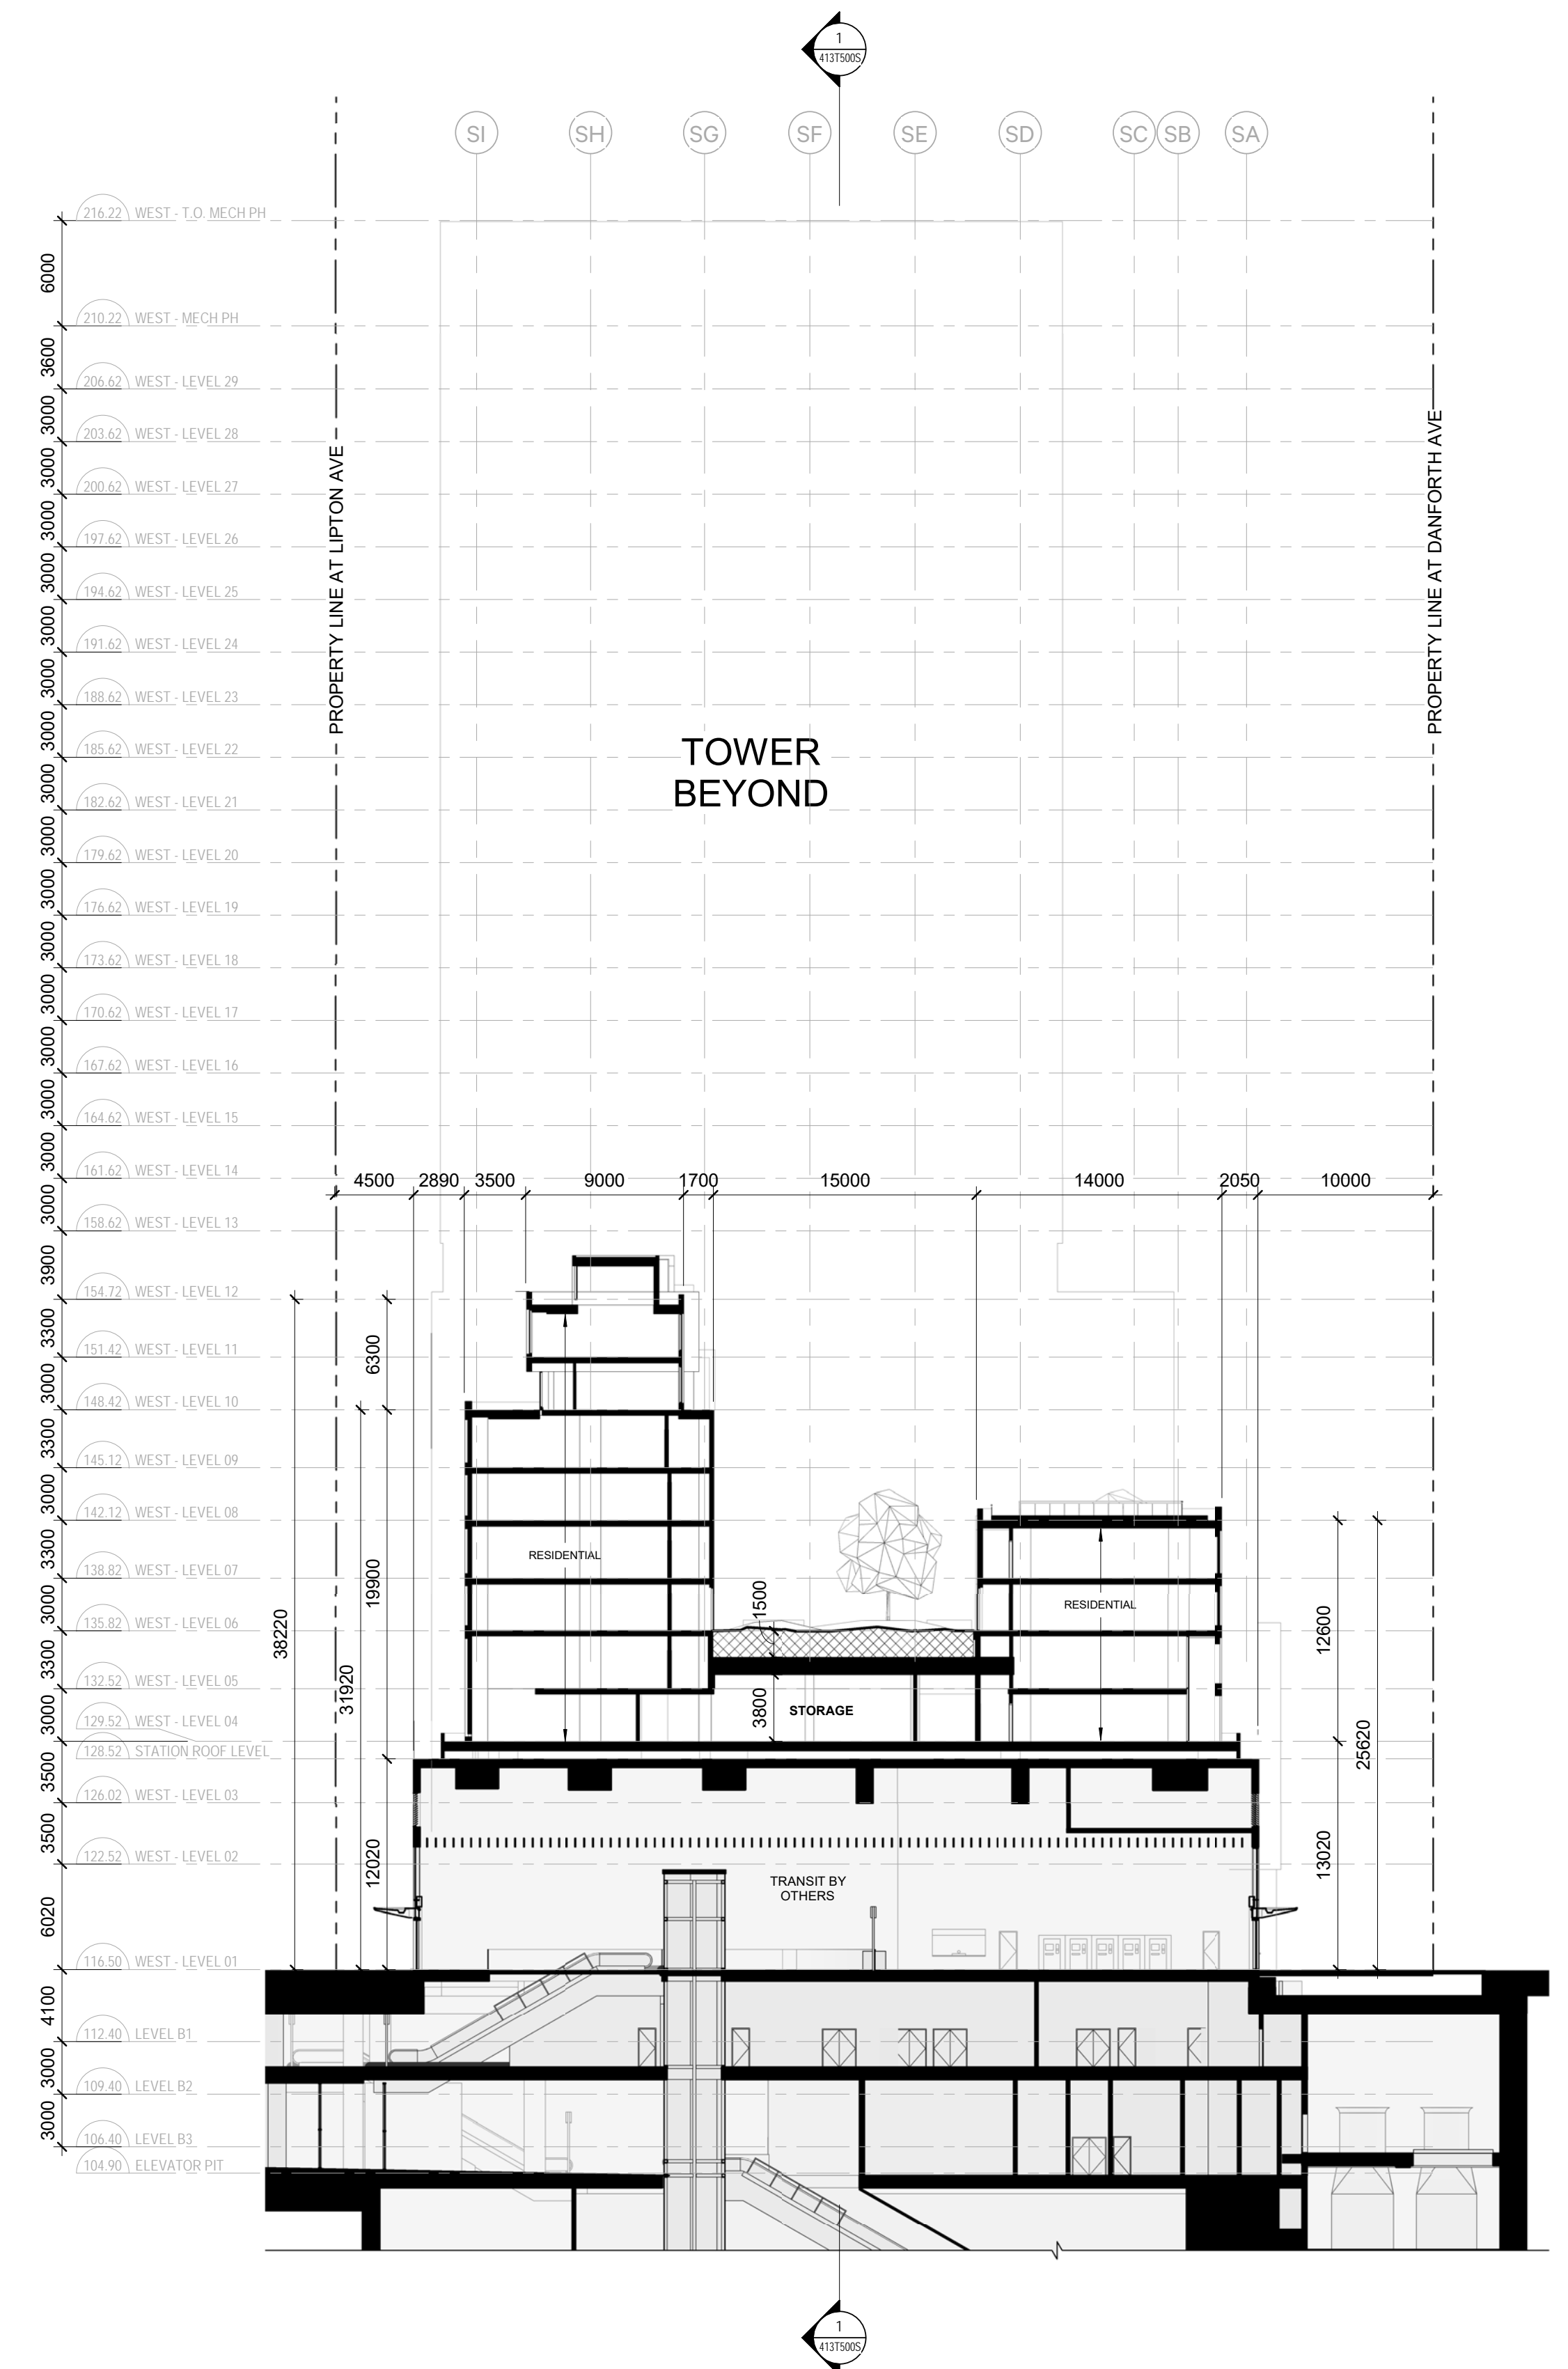 1
413T500S
SI
SH
SG
SF
SE
SD
SC
SB
SA
216.22 WEST - T.O. MECH PH
6000
210.22 WEST - MECH PH
3600
206.62 WEST - LEVEL 29
3000
203.62 WEST - LEVEL 28
3000
200.62 WEST - LEVEL 27
3000
197.62 WEST - LEVEL 26
3000
194.62 WEST - LEVEL 25
3000
191.62 WEST - LEVEL 24
3000
188.62 WEST - LEVEL 23
3000
185.62 WEST - LEVEL 22
3000
182.62 WEST - LEVEL 21
3000
179.62 WEST - LEVEL 20
3000
176.62 WEST - LEVEL 19
3000
173.62 WEST - LEVEL 18
3000
170.62 WEST - LEVEL 17
3000
167.62 WEST - LEVEL 16
3000
164.62 WEST - LEVEL 15
3000
161.62 WEST - LEVEL 14
3000
158.62 WEST - LEVEL 13
3900
154.72 WEST - LEVEL 12
3300
151.42 WEST - LEVEL 11
3000
148.42 WEST - LEVEL 10
3300
145.12 WEST - LEVEL 09
3000
142.12 WEST - LEVEL 08
3300
138.82 WEST - LEVEL 07
3000
135.82 WEST - LEVEL 06
3300
132.52 WEST - LEVEL 05
3000
129.52 WEST - LEVEL 04
128.52 STATION ROOF LEVEL
3500
126.02 WEST - LEVEL 03
3500
122.52 WEST - LEVEL 02
6020
116.50 WEST - LEVEL 01
4100
112.40 LEVEL B1
3000
109.40 LEVEL B2
3000
106.40 LEVEL B3
104.90 ELEVATOR PIT
PROPERTY LINE AT LIPTON AVE
PROPERTY LINE AT DANFORTH AVE
TOWER
BEYOND
4500
2890
3500
9000
1700
15000
14000
2050
10000
6300
19900
38220
31920
12020
RESIDENTIAL
1500
3800
STORAGE
RESIDENTIAL
12600
25620
13020
TRANSIT BY
OTHERS
1
413T500S